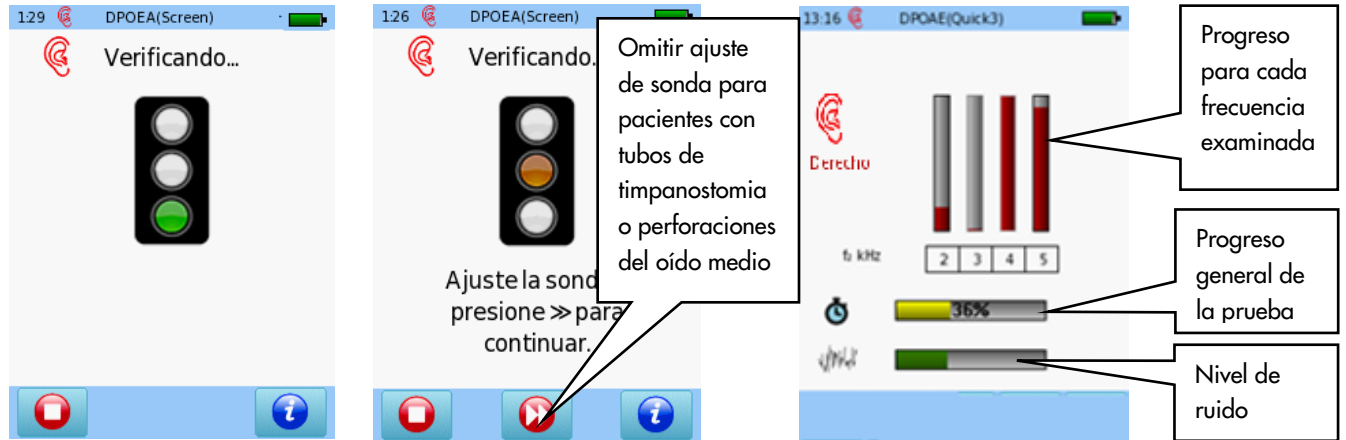 1:29 DPOEA(Screen)
Verificando...
1:26 DPOEA(Screen)
Verificando.
Ajuste la sond
presione >> para
continuar.
Omitir ajuste
de sonda para
pacientes con
tubos de
timpanostomia
o perforaciones
del oído medio
13:16 DPOAE(Quick3)
Derecho
f₂ kHz
2 3 4 5
36%
Progreso
para cada
frecuencia
examinada
Progreso
general de
la prueba
Nivel de
ruido